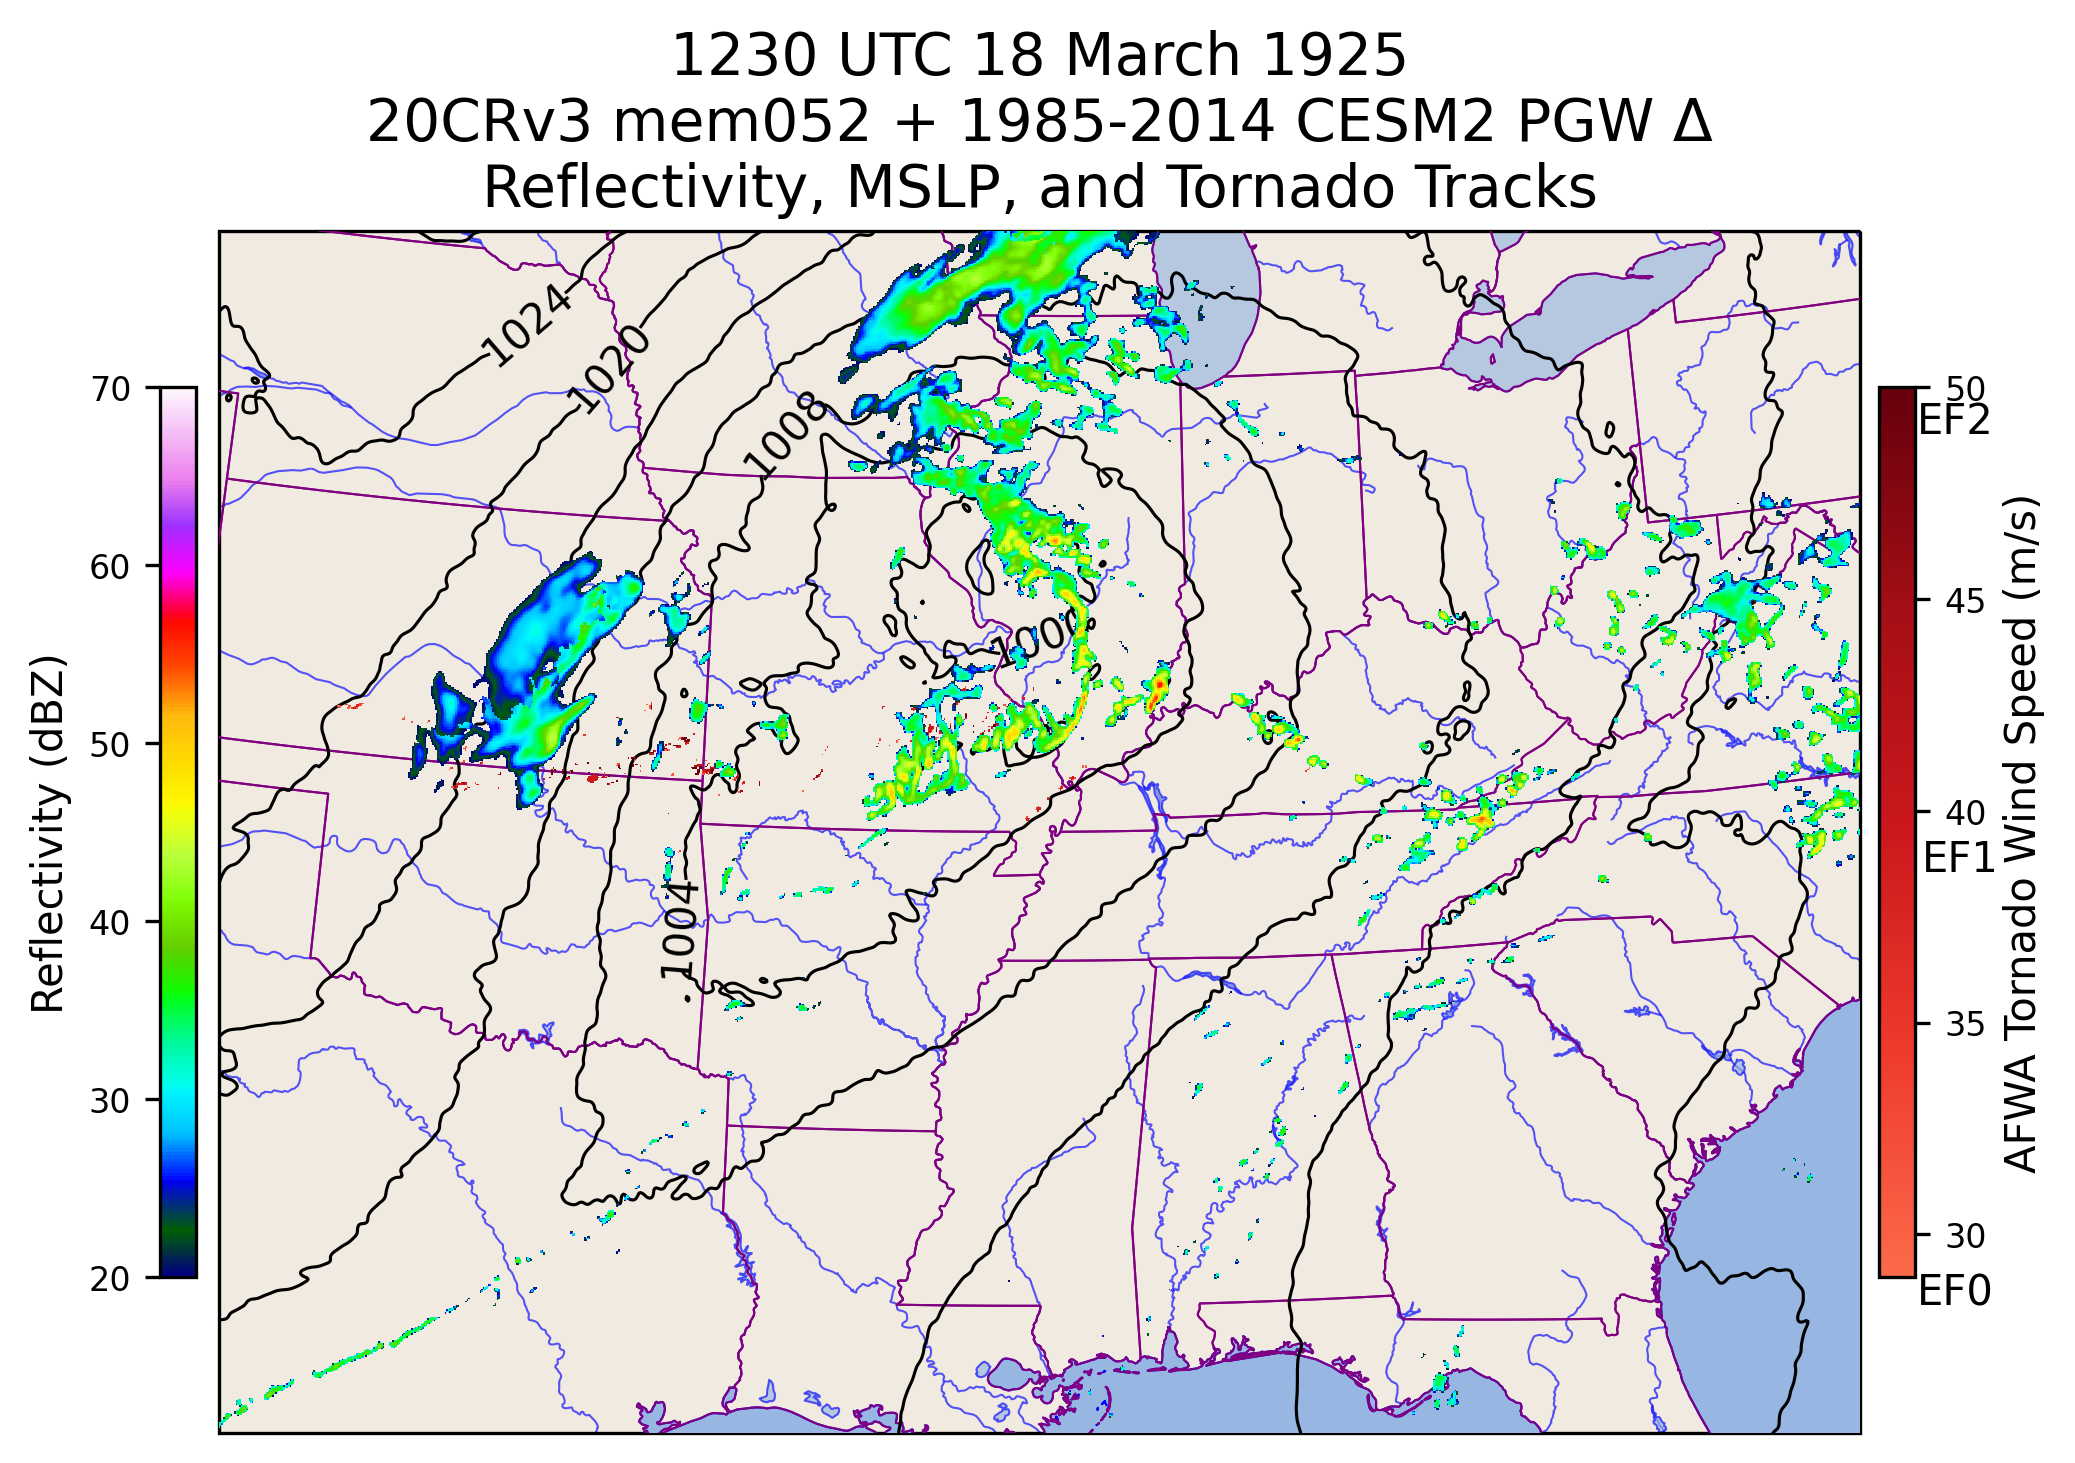 1230 UTC 18 March 1925
20CRv3 mem052 + 1985-2014 CESM2 PGW Δ
Reflectivity, MSLP, and Tornado Tracks
70
60
50
40
30
20
Reflectivity (dBZ)
1024
1020
1008
1000
1004
50
EF2
45
40
EF1
35
30
EF0
AFWA Tornado Wind Speed (m/s)